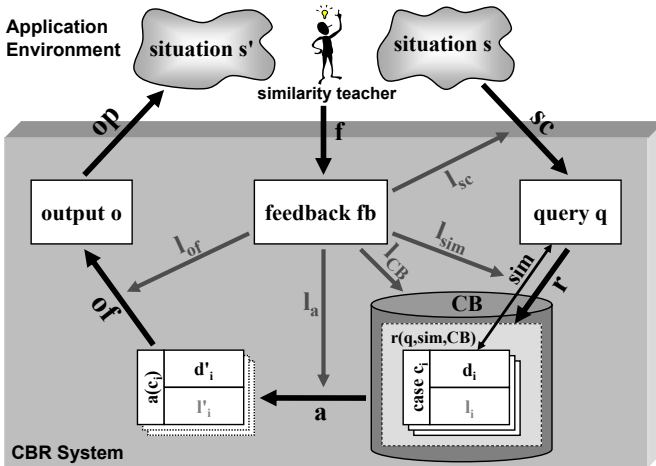 Application
Environment
situation s'
situation s
similarity teacher
op
f
sc
l_sc
output o
feedback fb
query q
l_of
l_sim
l_CB
sim
r
l_a
of
CB
r(q,sim,CB)
a(c_i)
d'_i
l'_i
case c_i
d_i
l_i
a
CBR System